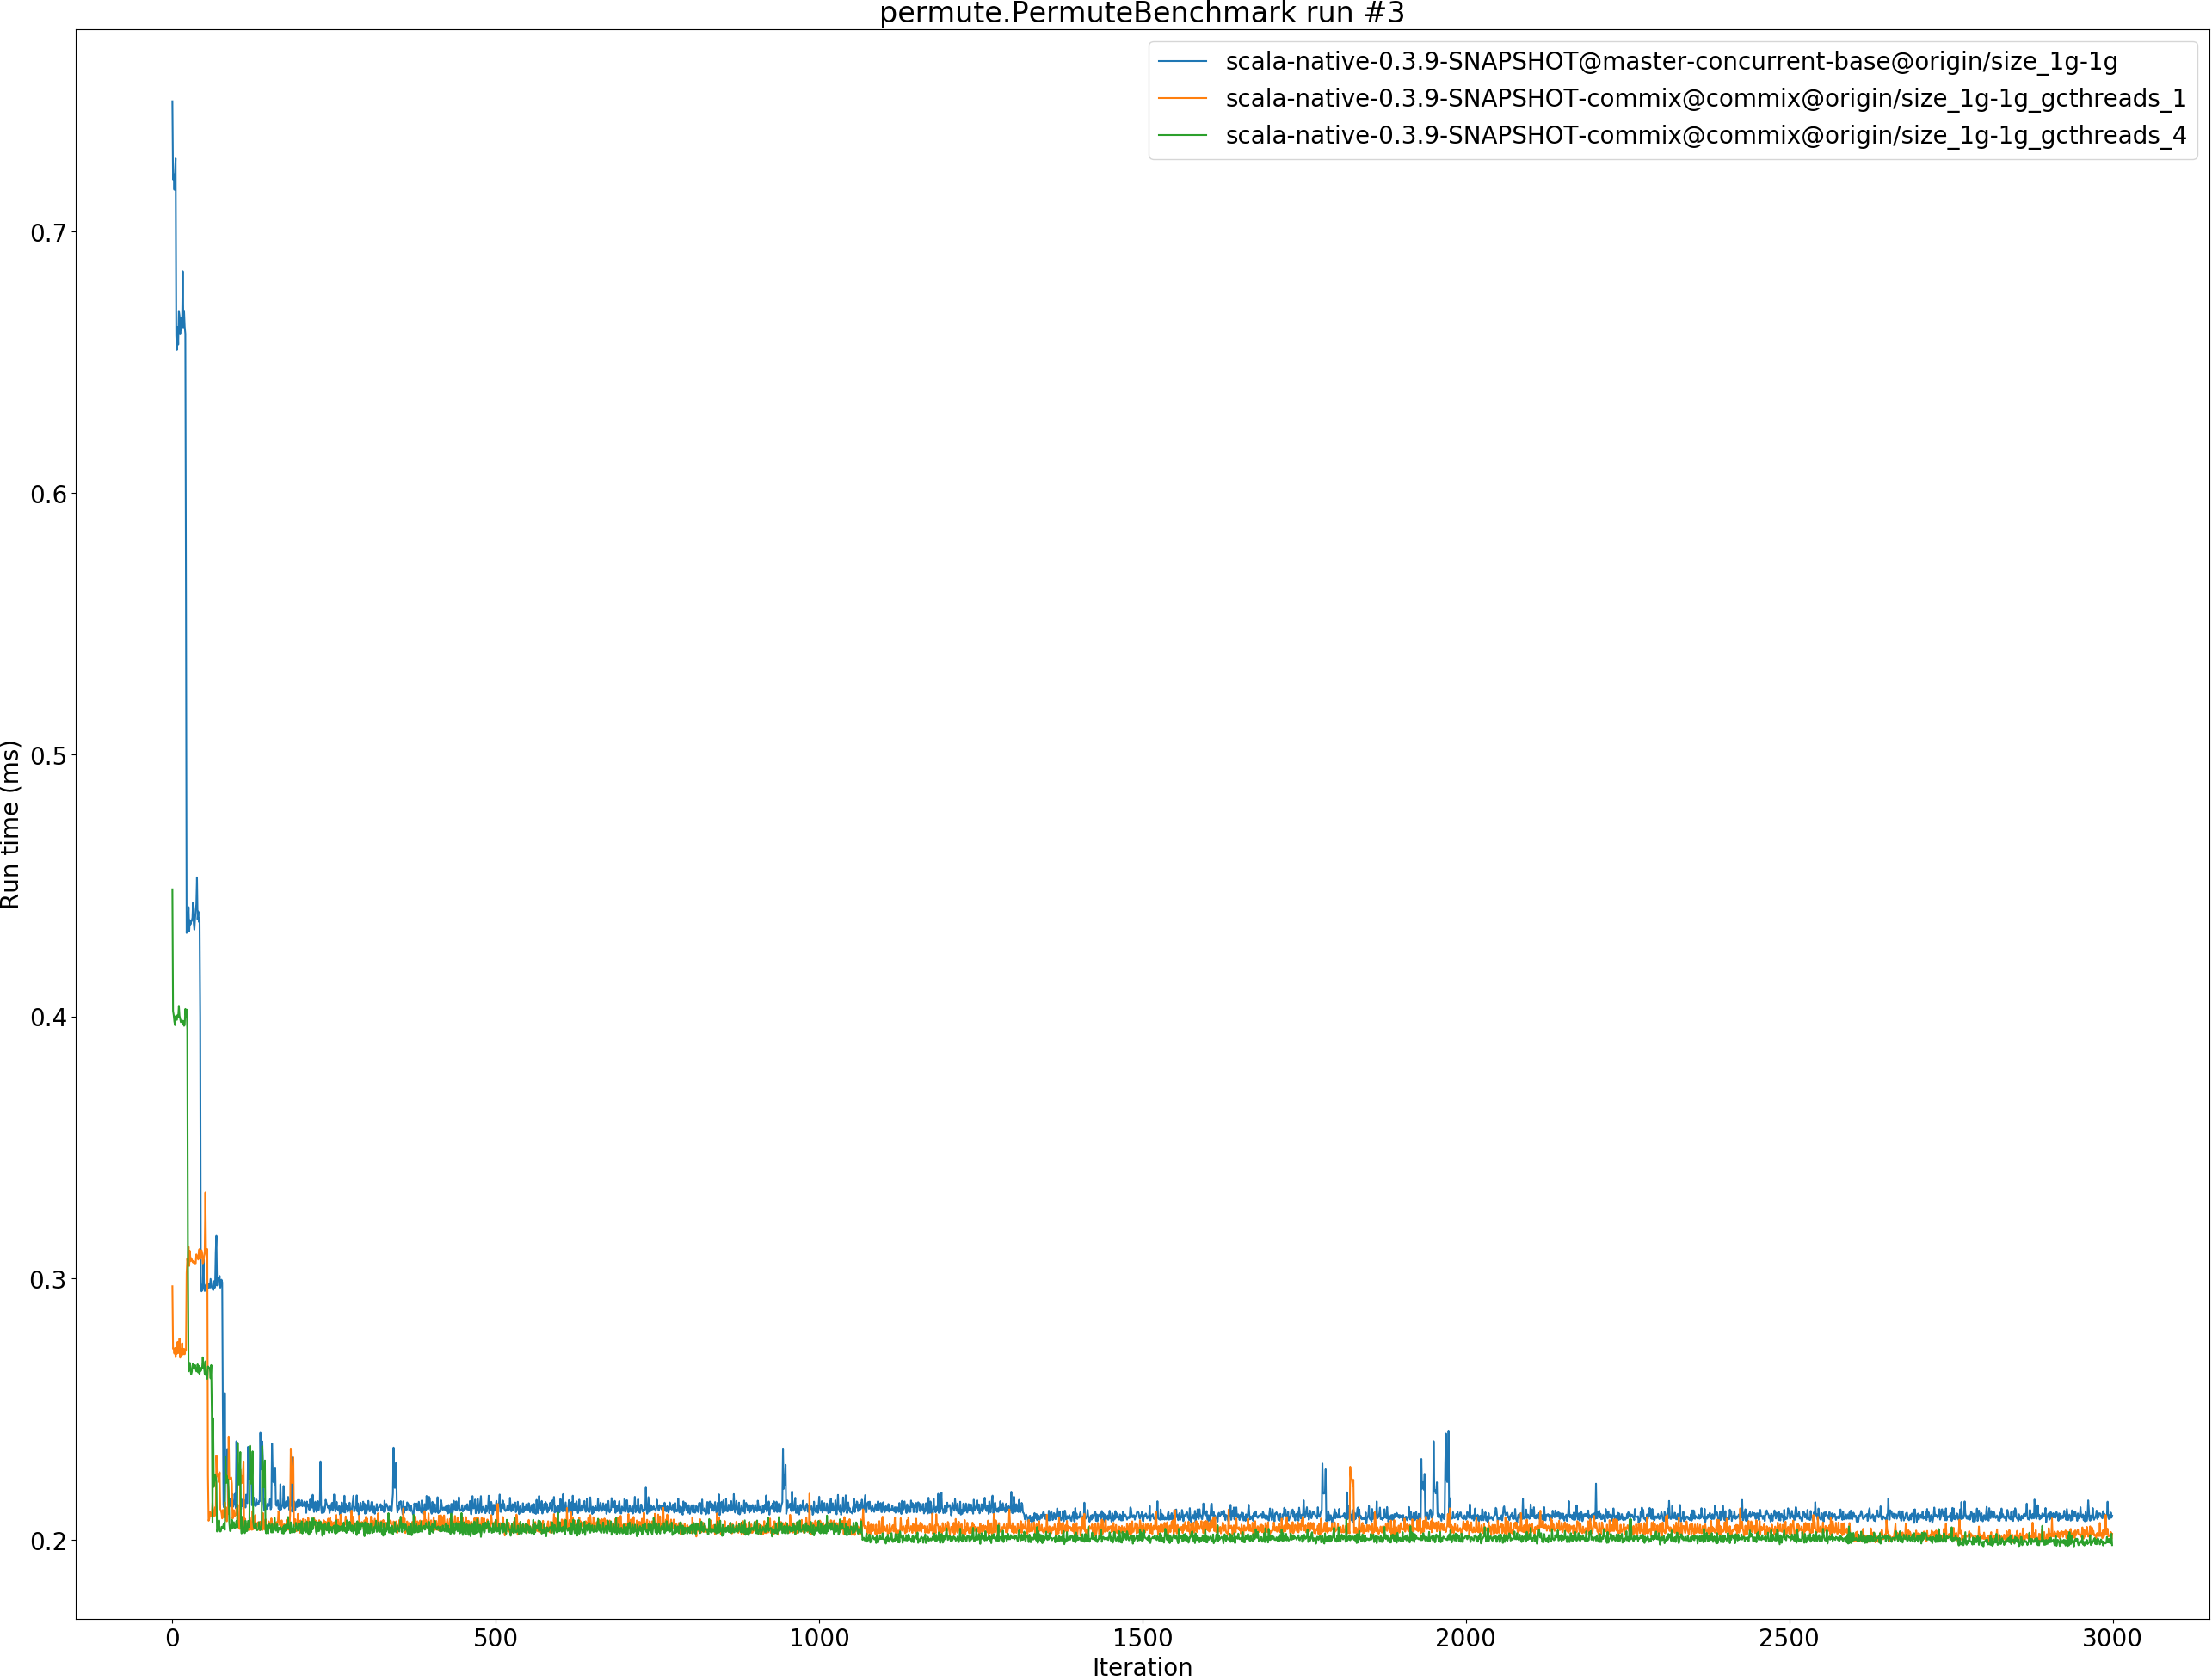 permute.PermuteBenchmark run #3
scala-native-0.3.9-SNAPSHOT@master-concurrent-base@origin/size_1g-1g
scala-native-0.3.9-SNAPSHOT-commix@commix@origin/size_1g-1g_gcthreads_1
scala-native-0.3.9-SNAPSHOT-commix@commix@origin/size_1g-1g_gcthreads_4
Run time (ms)
0.7
0.6
0.5
0.4
0.3
0.2
0 500 1000 1500 2000 2500 3000
Iteration